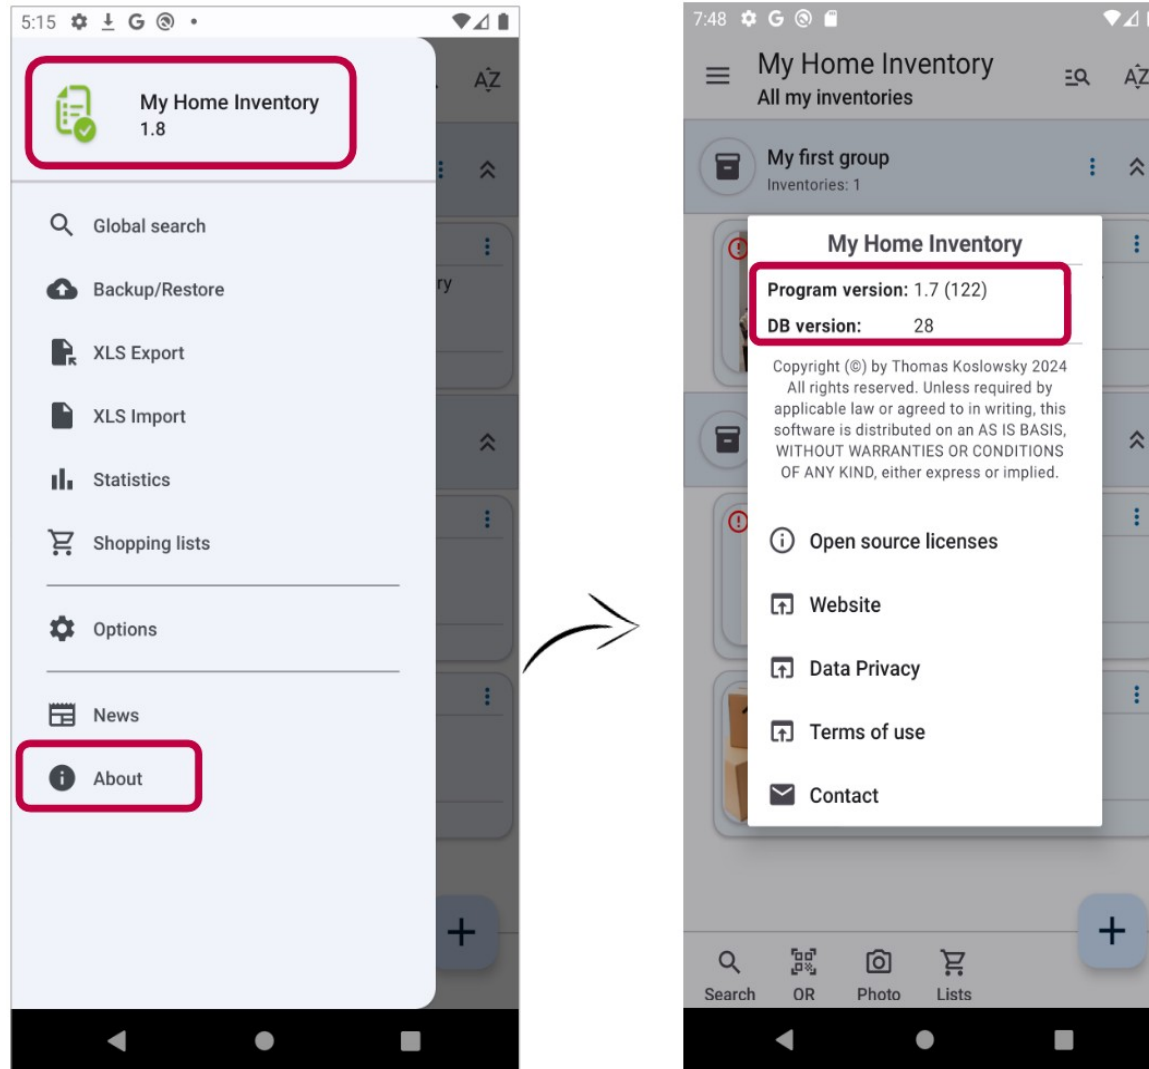 5:15
My Home Inventory
1.8
Global search
Backup/Restore
XLS Export
XLS Import
Statistics
Shopping lists
Options
News
About
AZ
ry
7:48
My Home Inventory
All my inventories
AZ
My first group
Inventories: 1
My Home Inventory
Program version: 1.7 (122)
DB version: 28
Copyright (©) by Thomas Koslowsky 2024
All rights reserved. Unless required by
applicable law or agreed to in writing, this
software is distributed on an AS IS BASIS,
WITHOUT WARRANTIES OR CONDITIONS
OF ANY KIND, either express or implied.
Open source licenses
Website
Data Privacy
Terms of use
Contact
Search QR Photo Lists